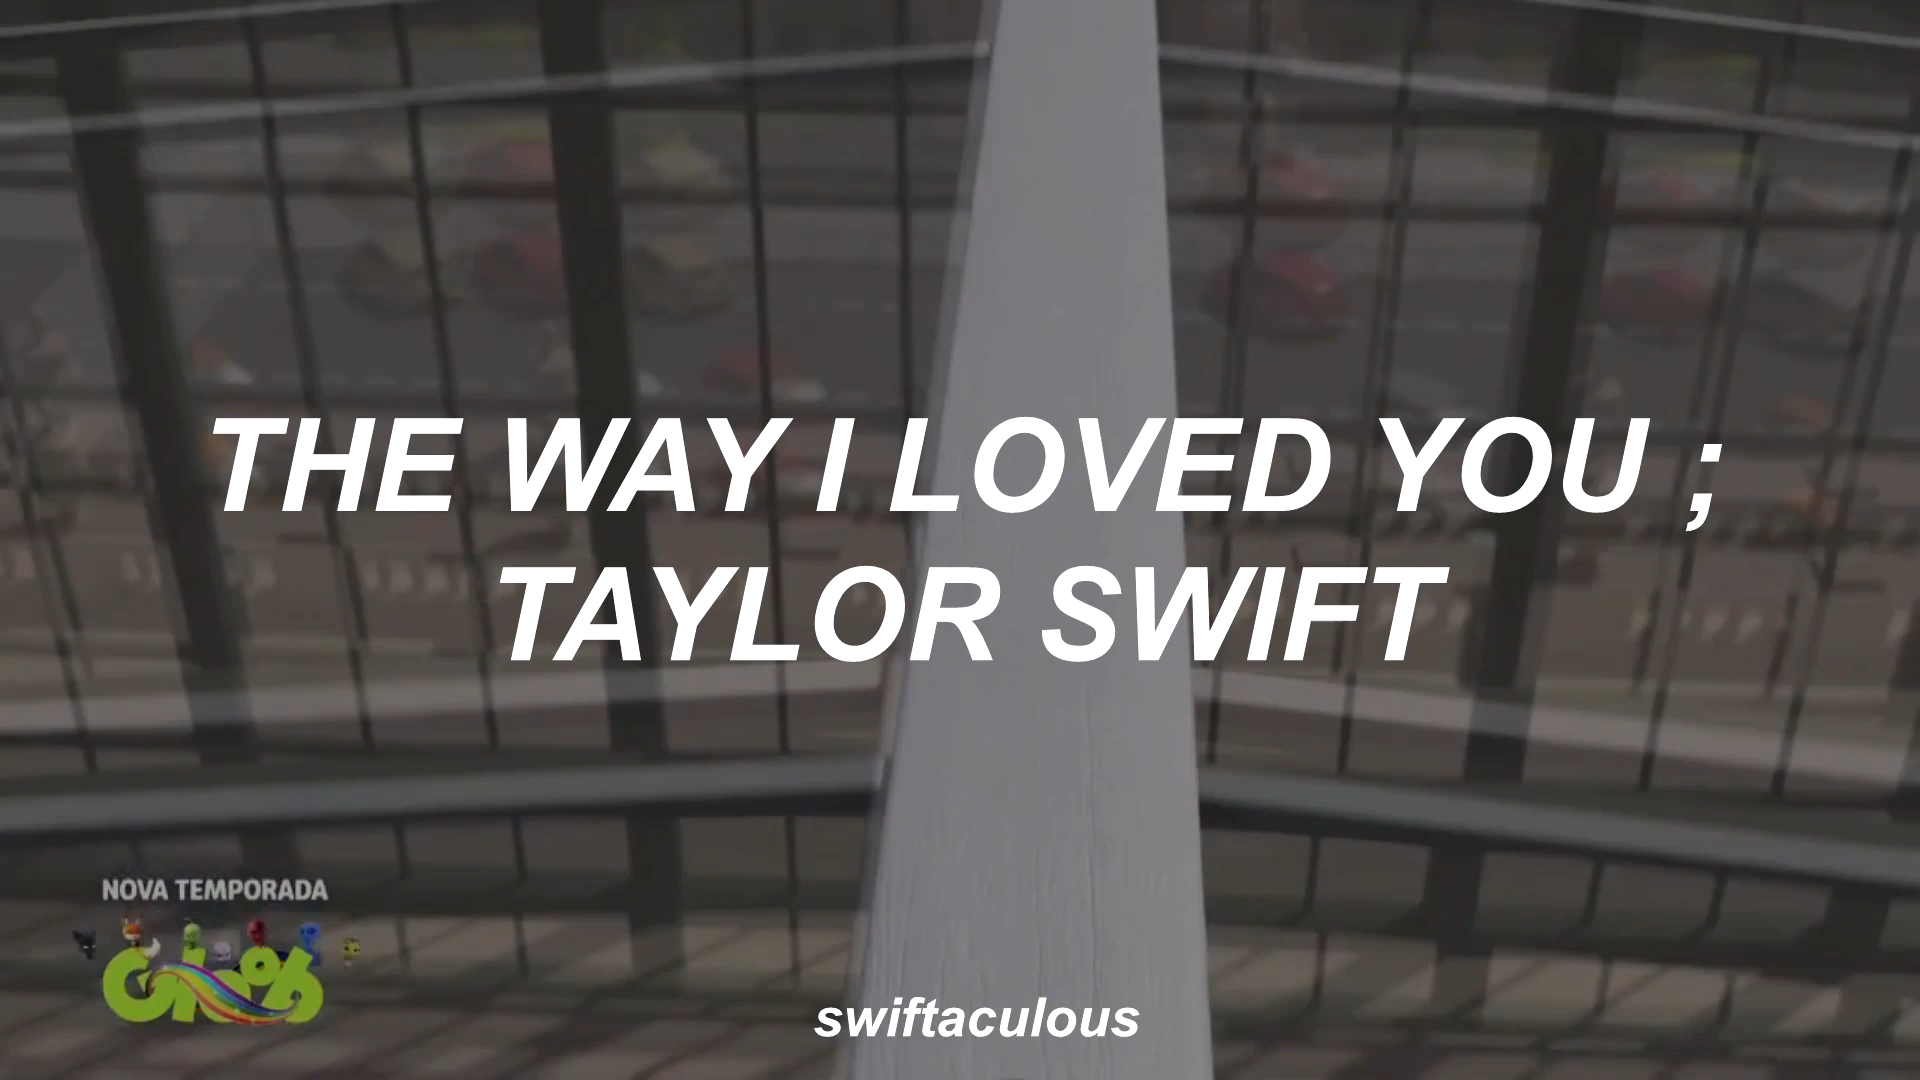 THE WAY I LOVED YOU ;
TAYLOR SWIFT
NOVA TEMPORADA
swiftaculous